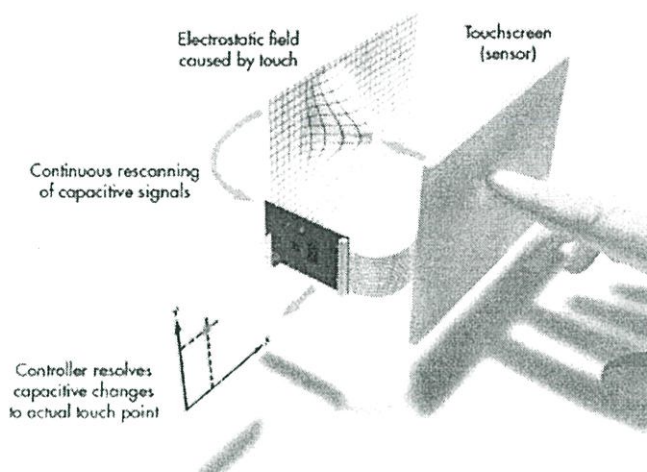 Electrostatic field
caused by touch
Touchscreen
(sensor)
Continuous rescanning
of capacitive signals
Y
X
Controller resolves
capacitive changes
to actual touch point